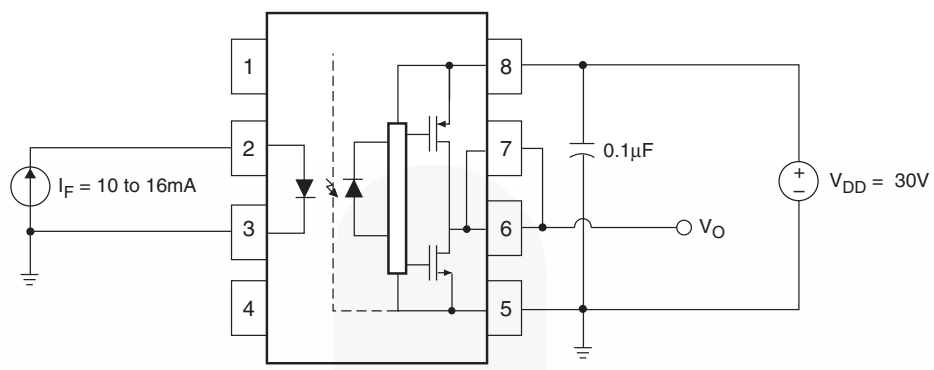 1
8
2
7
0.1μF
I_F = 10 to 16mA
+
–
V_DD = 30V
3
6
V_O
4
5